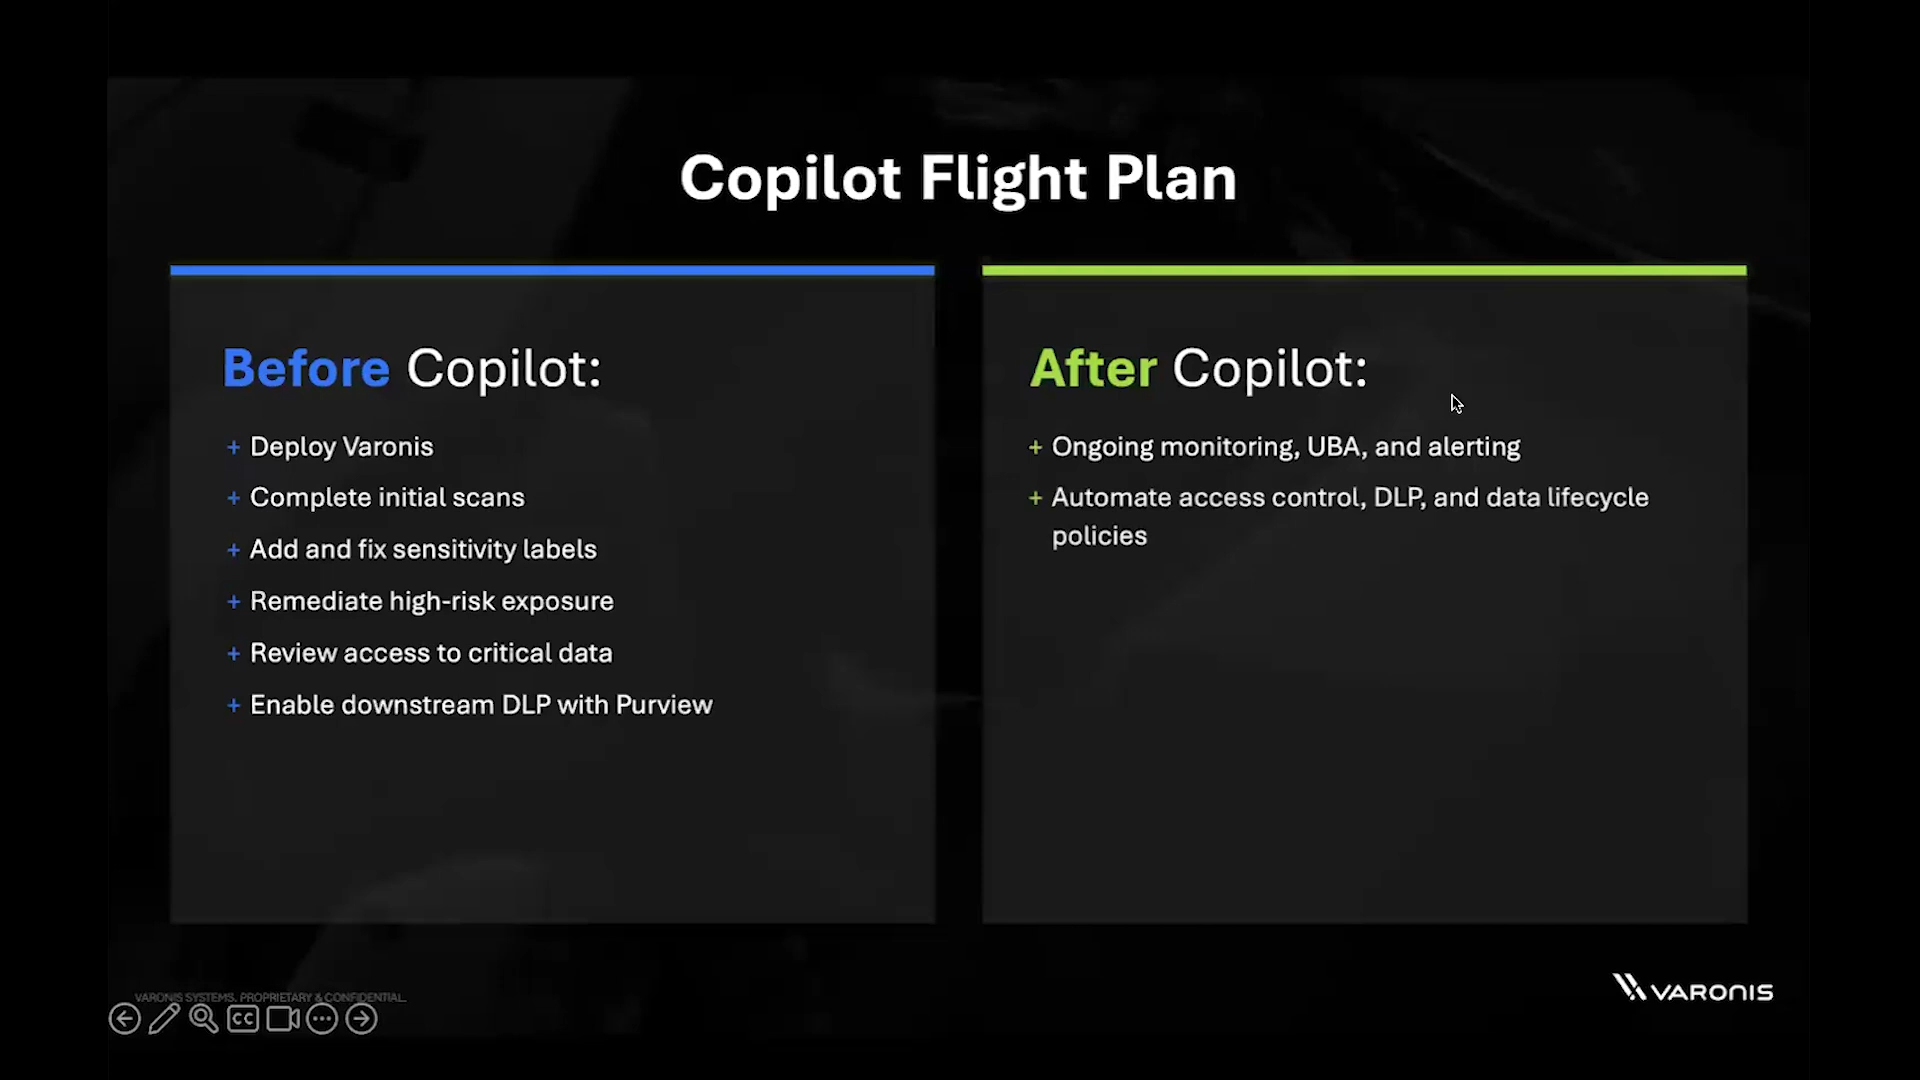 Copilot Flight Plan
Before Copilot:
+ Deploy Varonis
+ Complete initial scans
+ Add and fix sensitivity labels
+ Remediate high-risk exposure
+ Review access to critical data
+ Enable downstream DLP with Purview
After Copilot:
+ Ongoing monitoring, UBA, and alerting
+ Automate access control, DLP, and data lifecycle
policies
VARONIS SYSTEMS. PROPRIETARY & CONFIDENTIAL.
CC
VARONIS